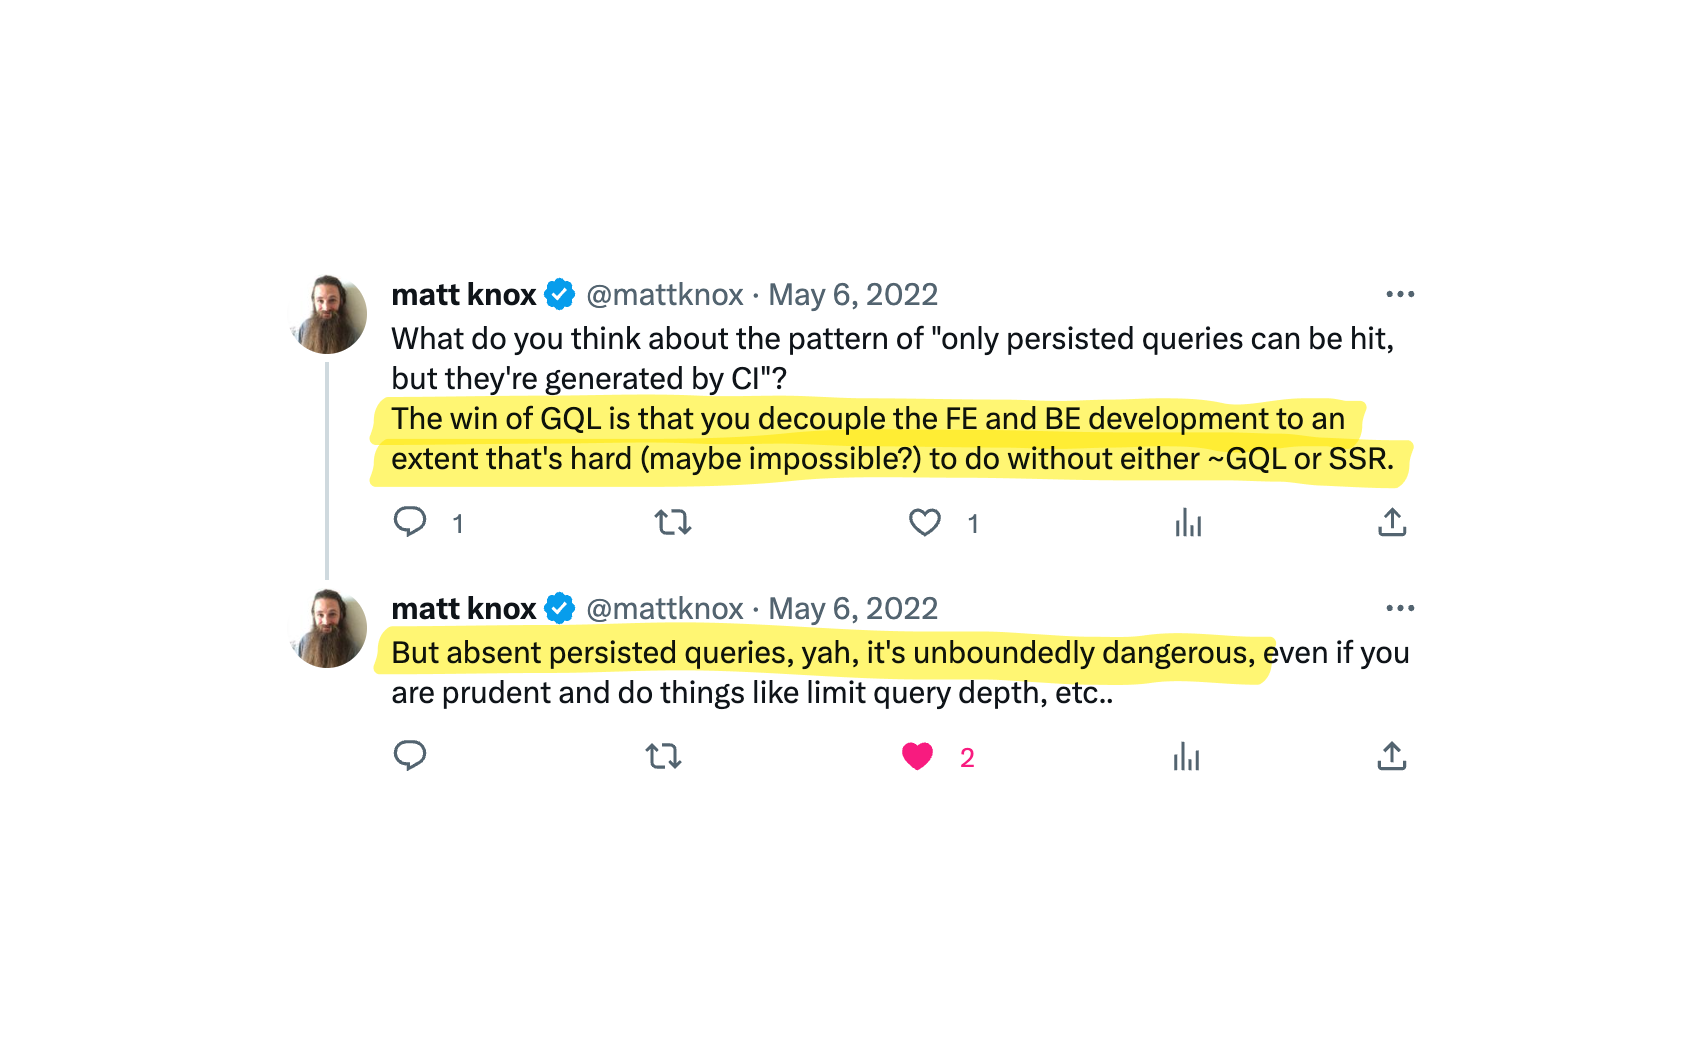 matt knox @mattknox · May 6, 2022
What do you think about the pattern of "only persisted queries can be hit,
but they're generated by CI"?
The win of GQL is that you decouple the FE and BE development to an
extent that's hard (maybe impossible?) to do without either ~GQL or SSR.
1 1
matt knox @mattknox · May 6, 2022
But absent persisted queries, yah, it's unboundedly dangerous, even if you
are prudent and do things like limit query depth, etc..
2